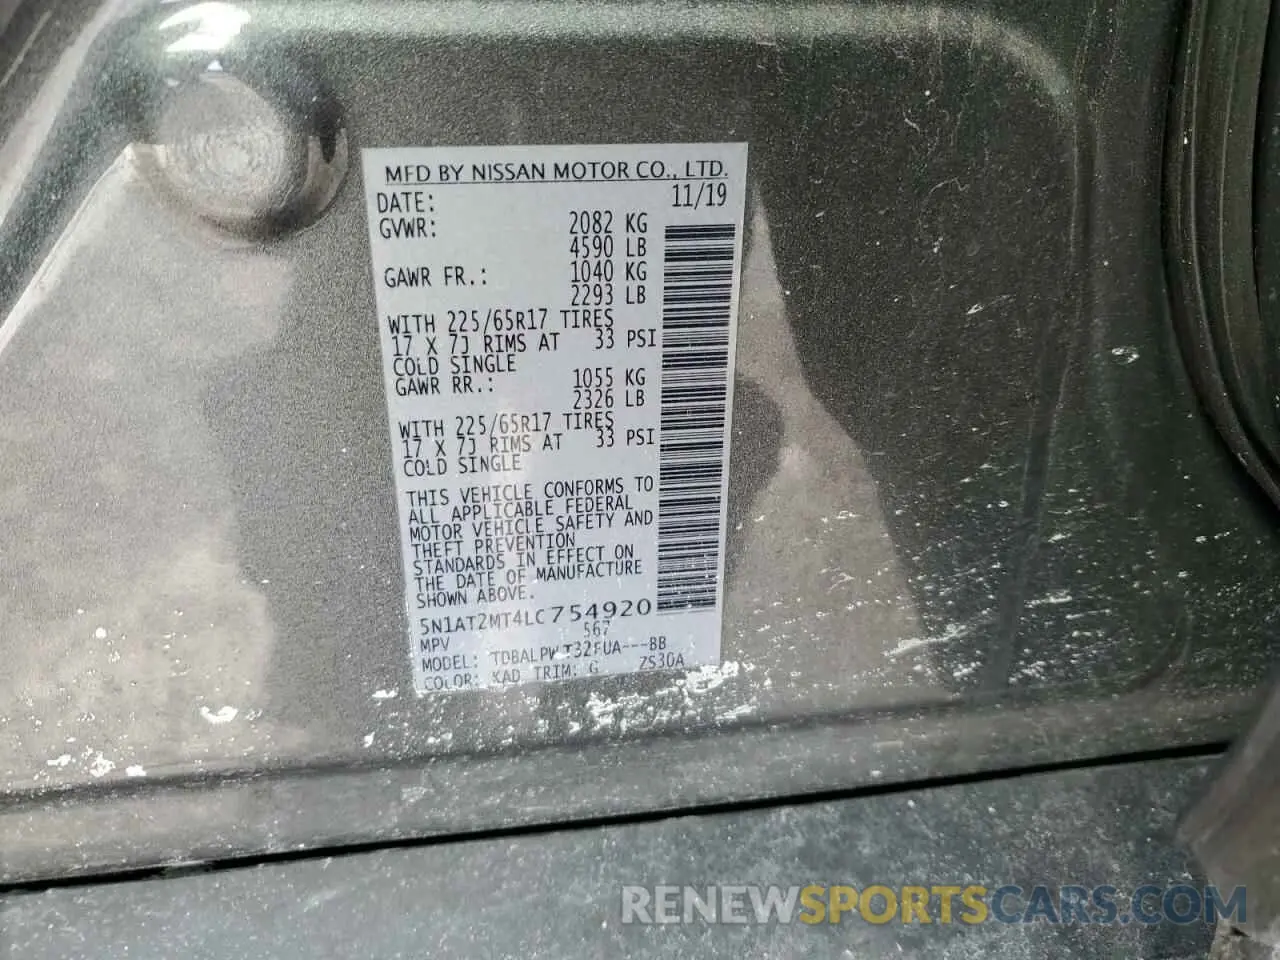 MFD BY NISSAN MOTOR CO., LTD.
DATE: 11/19
GVWR: 2082 KG
4590 LB
GAWR FR.: 1040 KG
2293 LB
WITH 225/65R17 TIRES
17 X 7J RIMS AT 33 PSI
COLD SINGLE
GAWR RR.: 1055 KG
2326 LB
WITH 225/65R17 TIRES
17 X 7J RIMS AT 33 PSI
COLD SINGLE
THIS VEHICLE CONFORMS TO
ALL APPLICABLE FEDERAL
MOTOR VEHICLE SAFETY AND
THEFT PREVENTION
STANDARDS IN EFFECT ON
THE DATE OF MANUFACTURE
SHOWN ABOVE.
5N1AT2MT4LC754920
MPV 567
MODEL: TDBALPW
COLOR: KAD TRIM: G
RENEWSPORTSCARS.COM